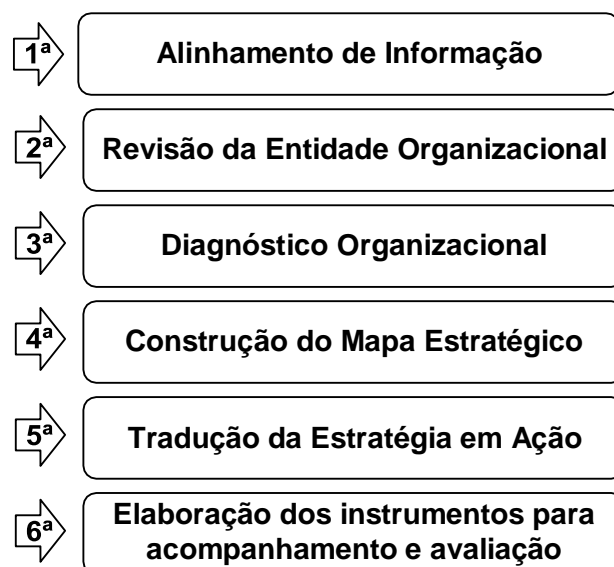 1ª
Alinhamento de Informação
2ª
Revisão da Entidade Organizacional
3ª
Diagnóstico Organizacional
4ª
Construção do Mapa Estratégico
5ª
Tradução da Estratégia em Ação
6ª
Elaboração dos instrumentos para
acompanhamento e avaliação